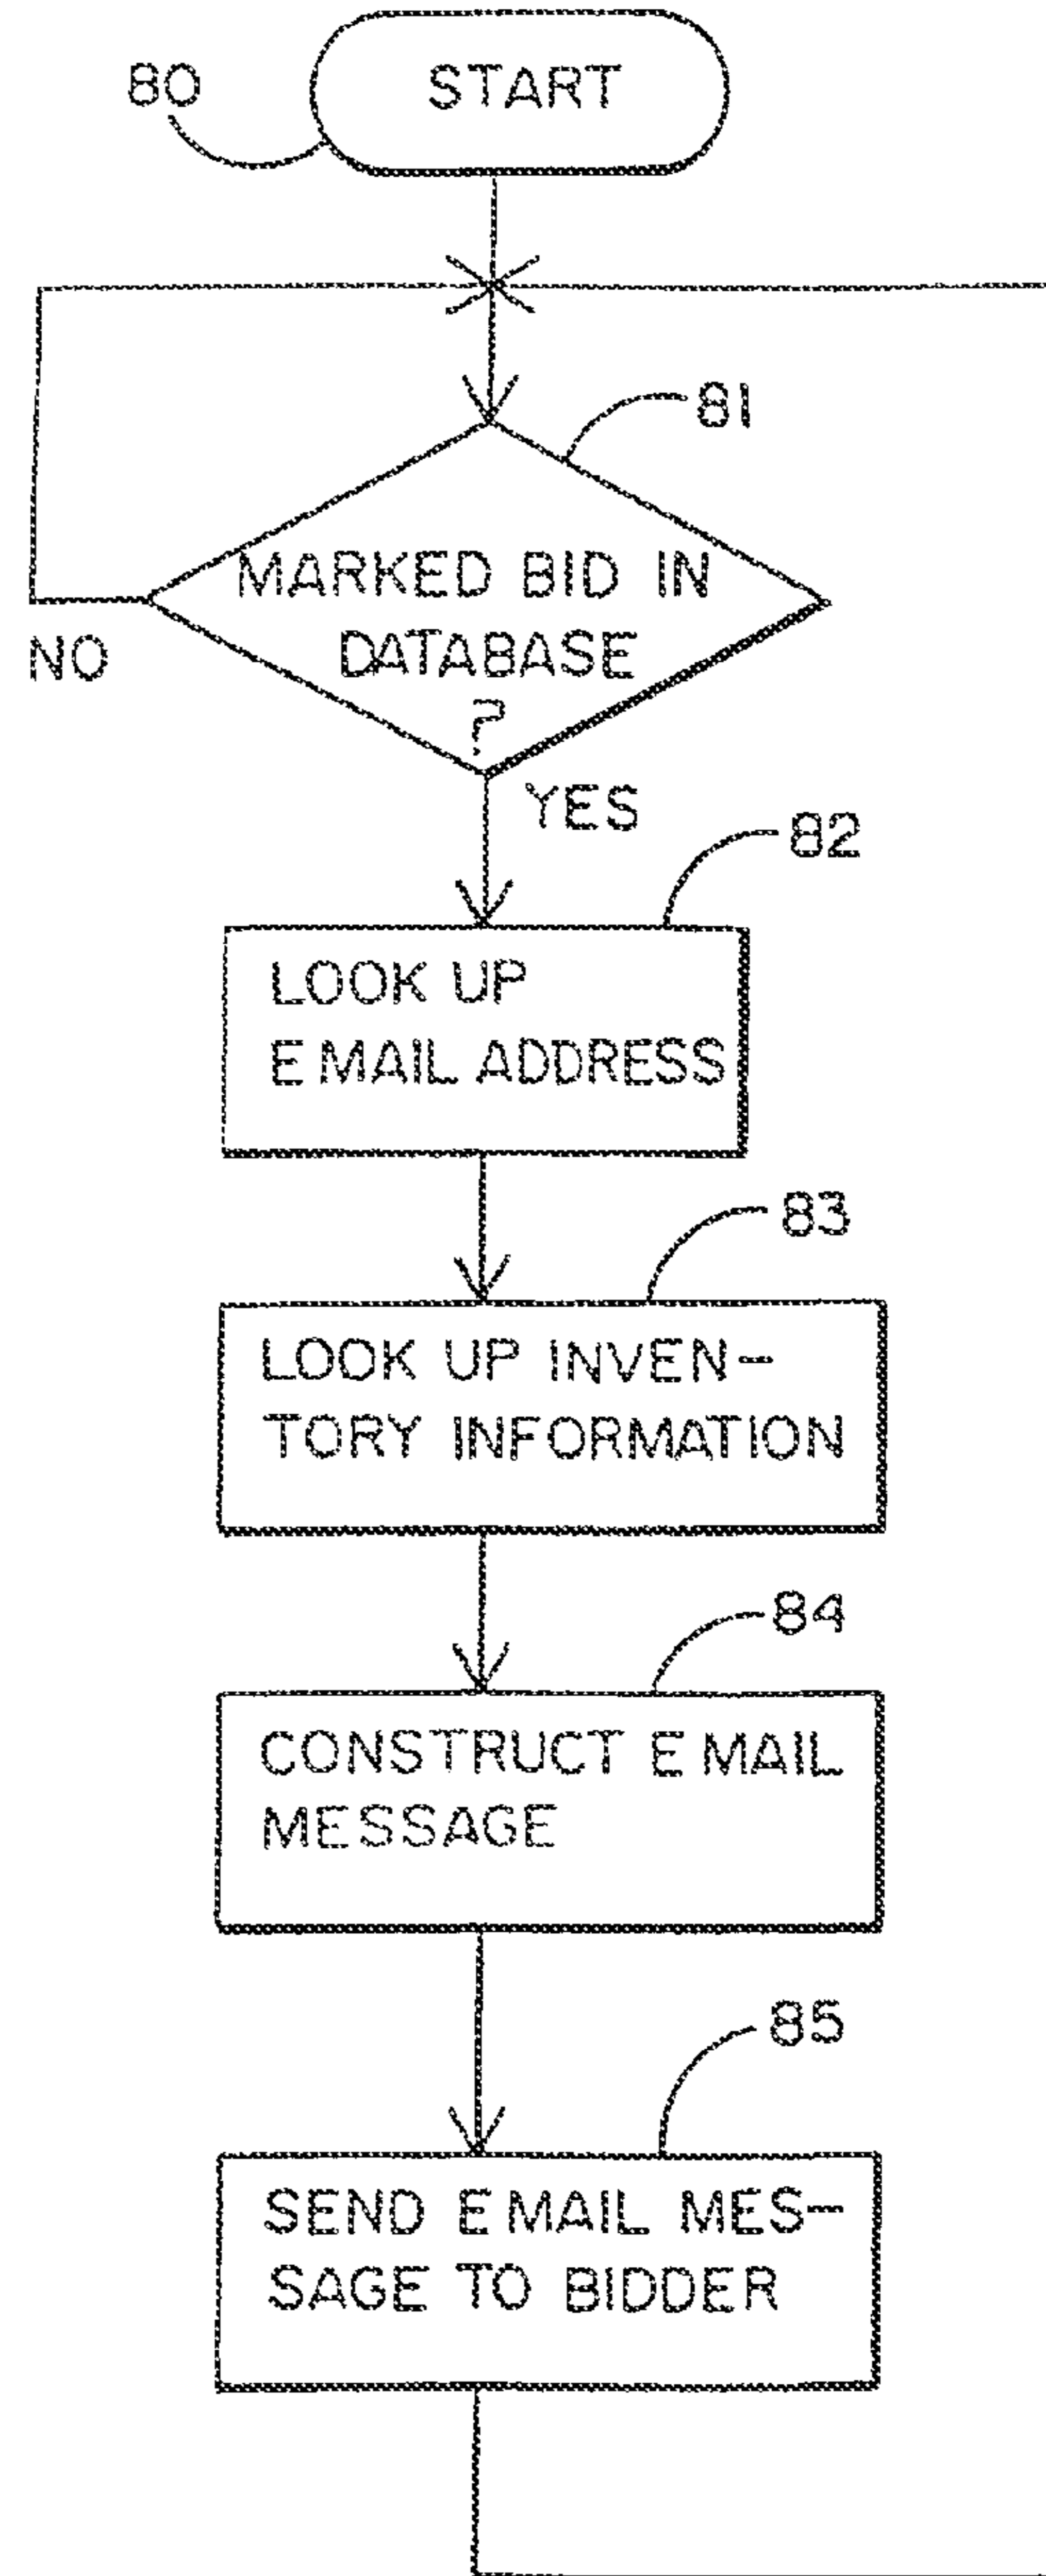 80
START
81
MARKED BID IN
DATABASE
?
NO
YES
82
LOOK UP
E MAIL ADDRESS
83
LOOK UP INVEN-
TORY INFORMATION
84
CONSTRUCT E MAIL
MESSAGE
85
SEND E MAIL MES-
SAGE TO BIDDER